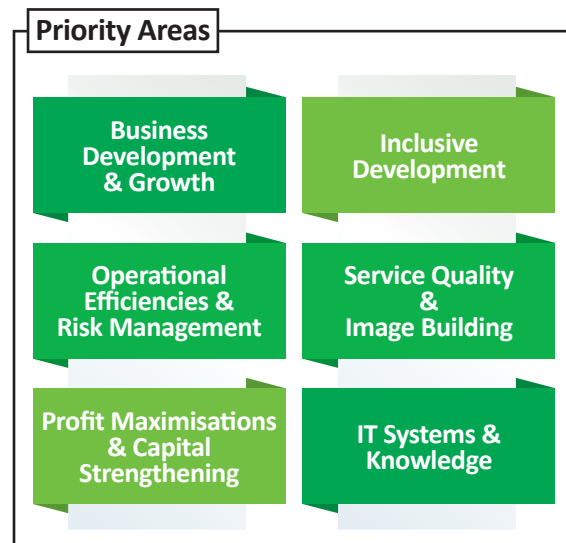 Priority Areas
Business
Development
& Growth
Inclusive
Development
Operational
Efficiencies &
Risk Management
Service Quality
&
Image Building
Profit Maximisations
& Capital
Strengthening
IT Systems &
Knowledge